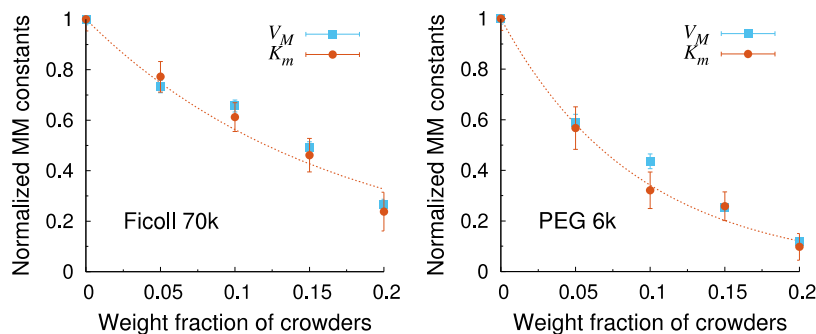 Normalized MM constants
1
0.8
0.6
0.4
0.2
0
V_M
K_m
Ficoll 70k
0
0.05
0.10
0.15
0.2
Weight fraction of crowders
Normalized MM constants
1
0.8
0.6
0.4
0.2
0
V_M
K_m
PEG 6k
0
0.05
0.10
0.15
0.2
Weight fraction of crowders